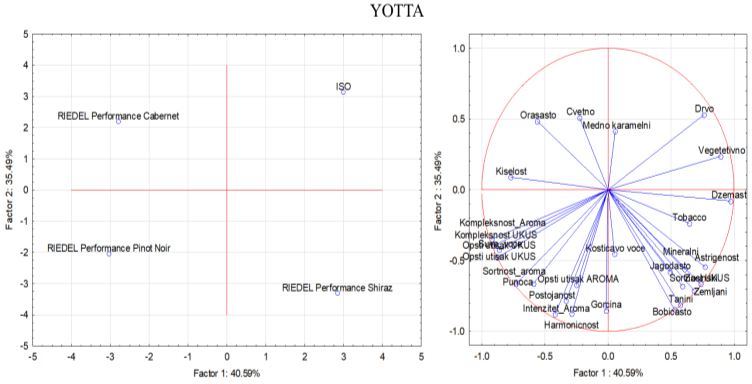 YOTTA
5
4
3
2
1
0
-1
-2
-3
-4
-5
Factor 2: 35.49%
ISO
RIEDEL Performance Cabernet
RIEDEL Performance Pinot Noir
RIEDEL Performance Shiraz
-5 -4 -3 -2 -1 0 1 2 3 4 5
Factor 1: 40.59%
1.0
0.5
0.0
-0.5
-1.0
Factor 2 : 35.49%
Drvo
Orasasto
Cvetno
Medno karamelni
Vegetetivno
Kiselost
Dzemast
Tobacco
Kompleksnost_Aroma
Kompleksnost UKUS
Opsti utisak UKUS
Kosticavo voce
Mineralni
Astrigenst
Jagodasto
Sortnost_aroma
Opsti utisak AROMA
Punoca
Zemljani
Postojanost
Tanini
Gorcina
Intenzitet_Aroma
Bobicasto
Harmonicnost
-1.0 -0.5 0.0 0.5 1.0
Factor 1 : 40.59%